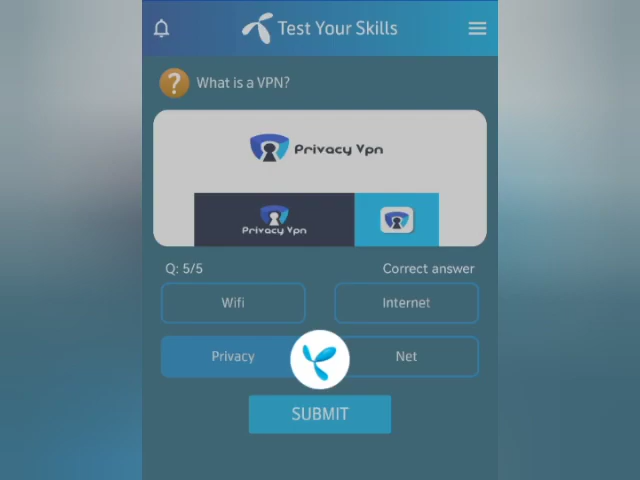 Test Your Skills
What is a VPN?
Privacy Vpn
Privacy Vpn
Q: 5/5 Correct answer
Wifi Internet
Privacy Net
SUBMIT